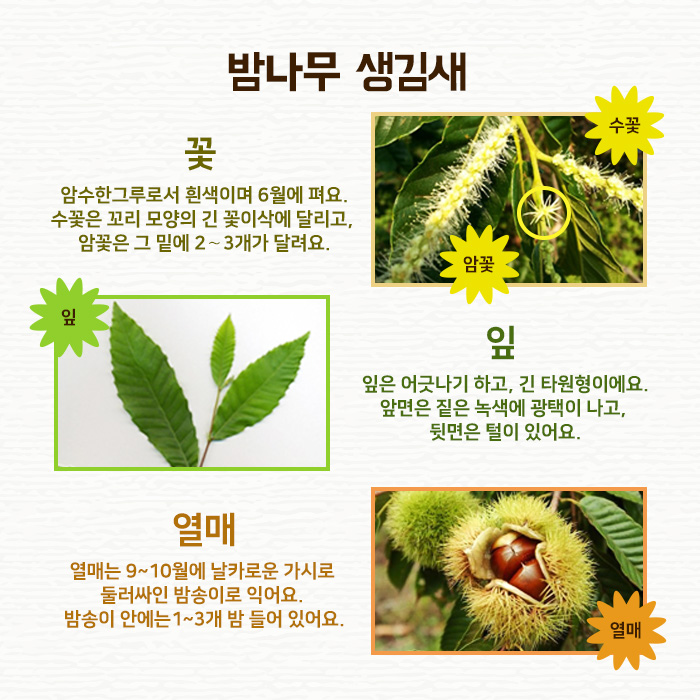 밤나무 생김새
수꽃
꽃
암수한그루로서 흰색이며 6월에 펴요.
수꽃은 꼬리 모양의 긴 꽃이삭에 달리고,
암꽃은 그 밑에 2～3개가 달려요.
암꽃
잎
잎
잎은 어긋나기 하고, 긴 타원형이에요.
앞면은 짙은 녹색에 광택이 나고,
뒷면은 털이 있어요.
열매
열매는 9~10월에 날카로운 가시로
둘러싸인 밤송이로 익어요.
밤송이 안에는1~3개 밤 들어 있어요.
열매